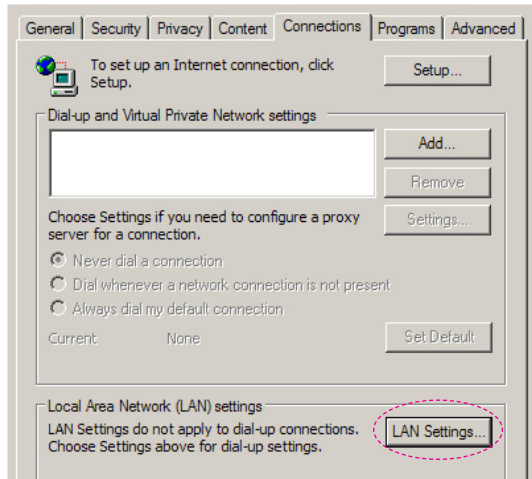 General Security Privacy Content Connections Programs Advanced
To set up an Internet connection, click
Setup.
Setup...
Dial-up and Virtual Private Network settings
Add...
Remove
Choose Settings if you need to configure a proxy
server for a connection.
Settings...
Never dial a connection
Dial whenever a network connection is not present
Always dial my default connection
Current None
Set Default
Local Area Network (LAN) settings
LAN Settings do not apply to dial-up connections.
Choose Settings above for dial-up settings.
LAN Settings...